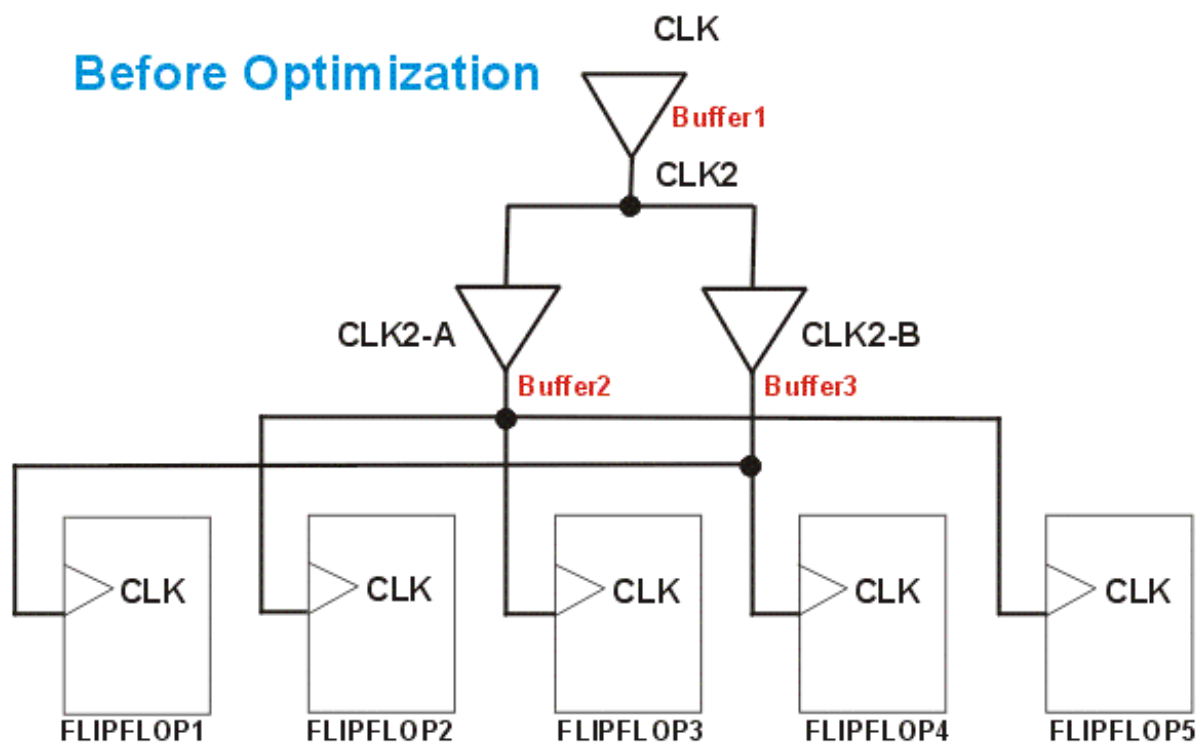 CLK
Before Optimization
Buffer1
CLK2
CLK2-A
CLK2-B
Buffer2
Buffer3
CLK
CLK
CLK
CLK
CLK
FLIPFLOP1
FLIPFLOP2
FLIPFLOP3
FLIPFLOP4
FLIPFLOP5